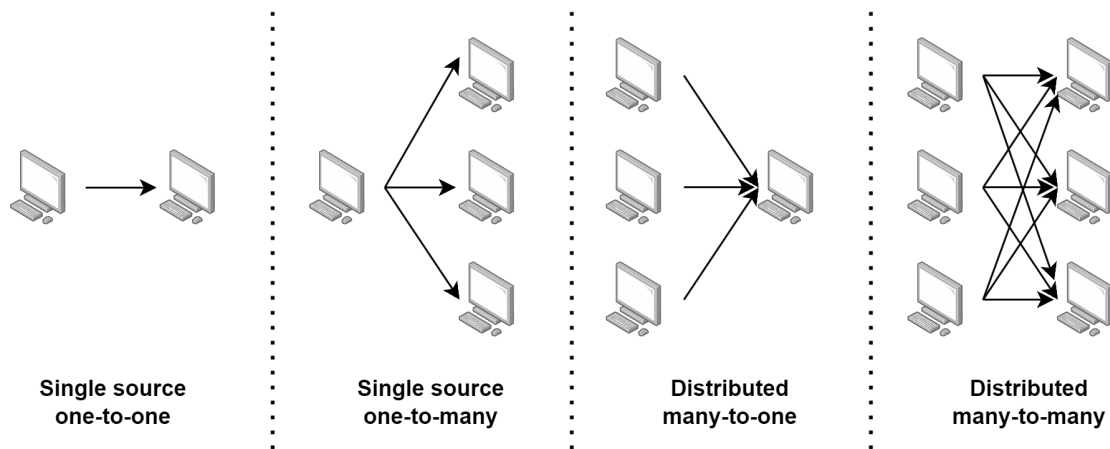 Single source
one-to-one
Single source
one-to-many
Distributed
many-to-one
Distributed
many-to-many